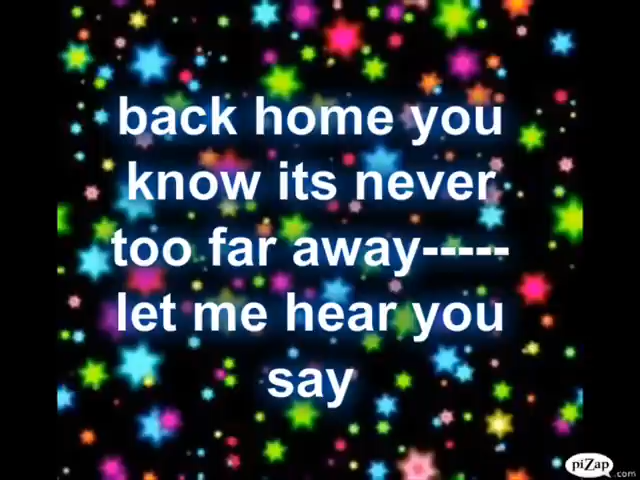 back home you
know its never
too far away-----
let me hear you
say
piZap.com